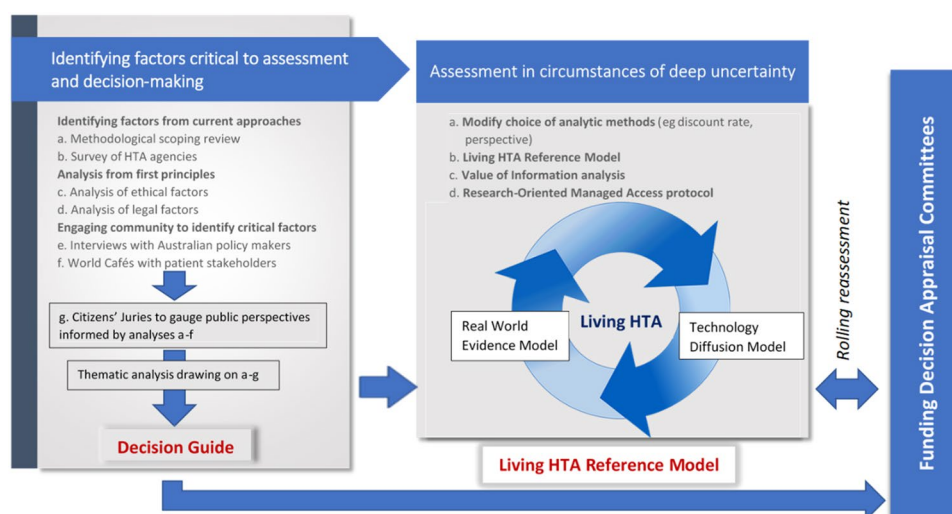 Identifying factors critical to assessment
and decision-making
Identifying factors from current approaches
a. Methodological scoping review
b. Survey of HTA agencies
Analysis from first principles
c. Analysis of ethical factors
d. Analysis of legal factors
Engaging community to identify critical factors
e. Interviews with Australian policy makers
f. World Cafés with patient stakeholders
g. Citizens' Juries to gauge public perspectives
informed by analyses a-f
Thematic analysis drawing on a-g
Decision Guide
Assessment in circumstances of deep uncertainty
a. Modify choice of analytic methods (eg discount rate,
perspective)
b. Living HTA Reference Model
c. Value of Information analysis
d. Research-Oriented Managed Access protocol
Real World
Evidence Model
Living HTA
Technology
Diffusion Model
Living HTA Reference Model
Rolling reassessment
Funding Decision Appraisal Committees